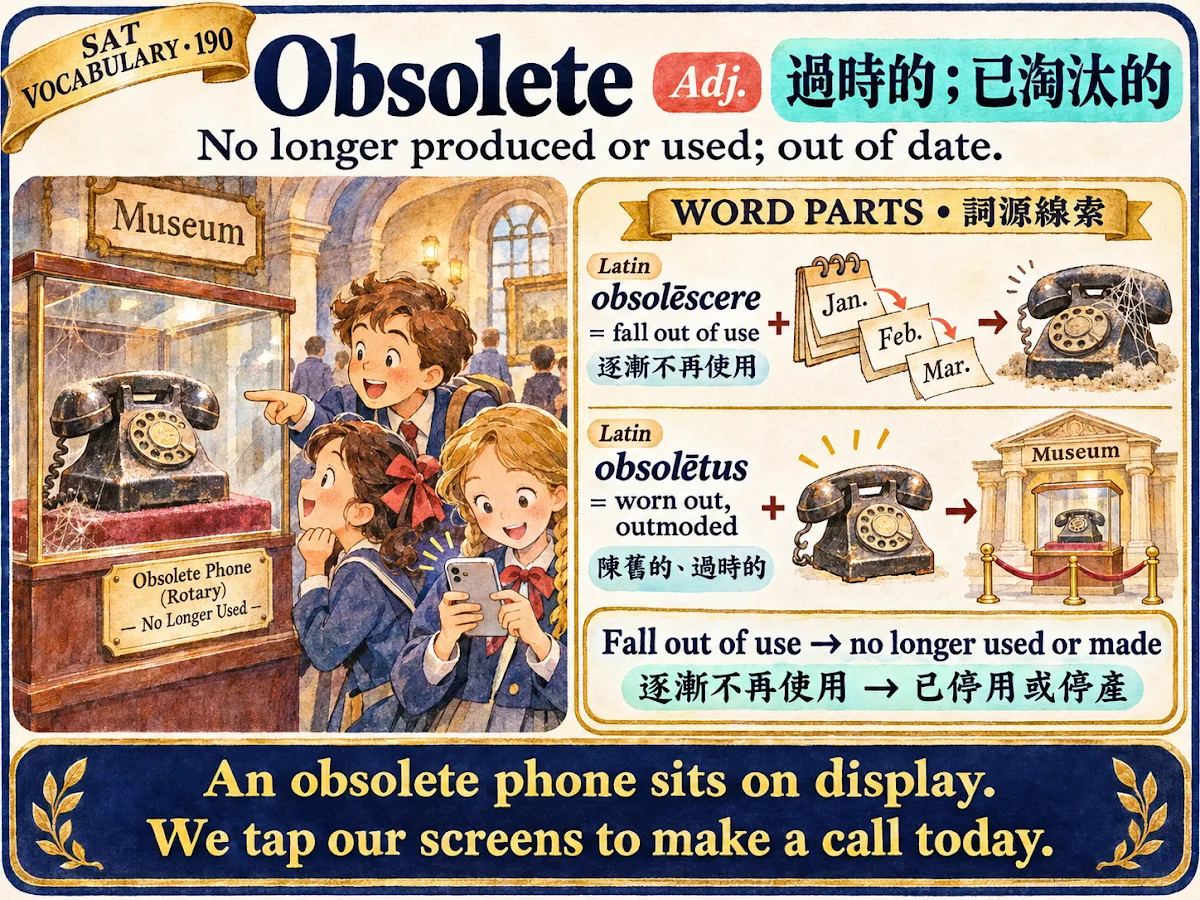 SAT
VOCABULARY · 190
Obsolete
Adj.
過時的；已淘汰的
No longer produced or used; out of date.
Museum
Obsolete Phone
(Rotary)
— No Longer Used —
WORD PARTS • 詞源線索
Latin
obsolēscere
= fall out of use
逐漸不再使用
+
Jan.
Feb.
Mar.
→
Latin
obsolētus
= worn out,
outmoded
陳舊的、過時的
+
→
Museum
Fall out of use → no longer used or made
逐漸不再使用 → 已停用或停產
An obsolete phone sits on display.
We tap our screens to make a call today.